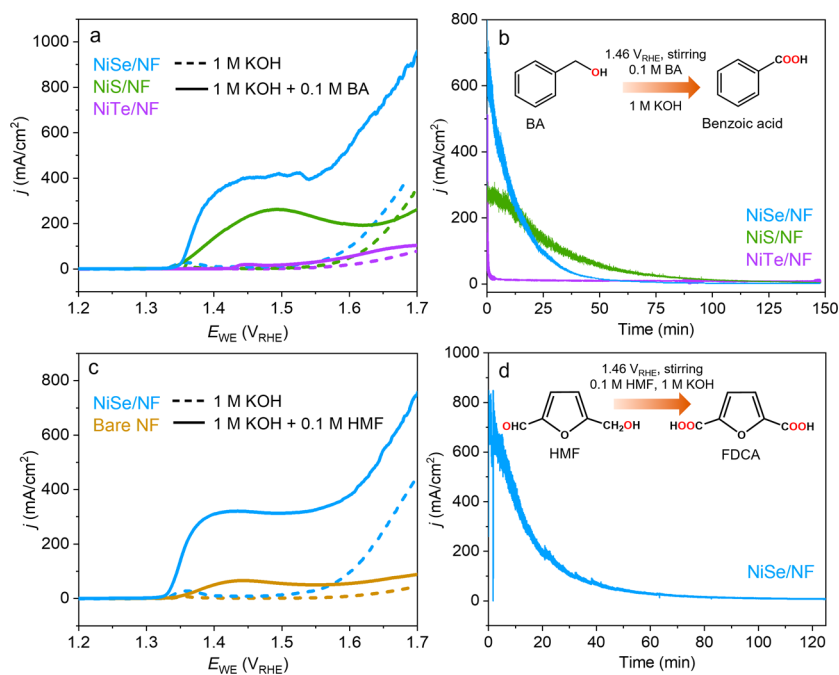 a
NiSe/NF
NiS/NF
NiTe/NF
1 M KOH
1 M KOH + 0.1 M BA
j (mA/cm²)
1000
800
600
400
200
0
1.2 1.3 1.4 1.5 1.6 1.7
E_WE (V_RHE)
b
1.46 V_RHE, stirring
0.1 M BA
1 M KOH
OH
BA
COOH
Benzoic acid
NiSe/NF
NiS/NF
NiTe/NF
j (mA/cm²)
800
600
400
200
0
0 25 50 75 100 125 150
Time (min)
c
NiSe/NF
Bare NF
1 M KOH
1 M KOH + 0.1 M HMF
j (mA/cm²)
800
600
400
200
0
1.2 1.3 1.4 1.5 1.6 1.7
E_WE (V_RHE)
d
1.46 V_RHE, stirring
0.1 M HMF, 1 M KOH
OHC
O
CH₂OH
HMF
HOOC
O
COOH
FDCA
NiSe/NF
j (mA/cm²)
1000
800
600
400
200
0
0 20 40 60 80 100 120
Time (min)